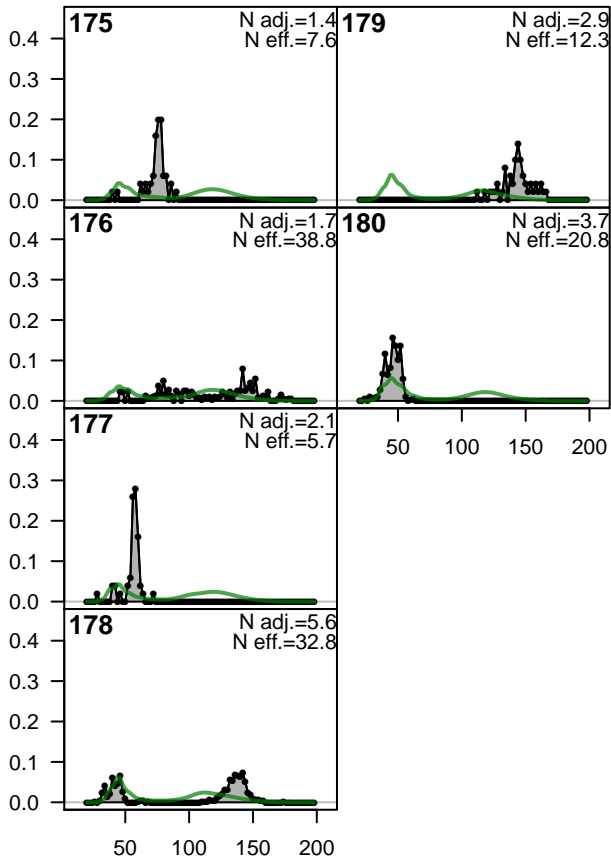 175
N adj.=1.4
N eff.=7.6
0.4
0.3
0.2
0.1
0.0
179
N adj.=2.9
N eff.=12.3
176
N adj.=1.7
N eff.=38.8
0.4
0.3
0.2
0.1
0.0
180
N adj.=3.7
N eff.=20.8
50 100 150 200
177
N adj.=2.1
N eff.=5.7
0.4
0.3
0.2
0.1
0.0
178
N adj.=5.6
N eff.=32.8
0.4
0.3
0.2
0.1
0.0
50 100 150 200